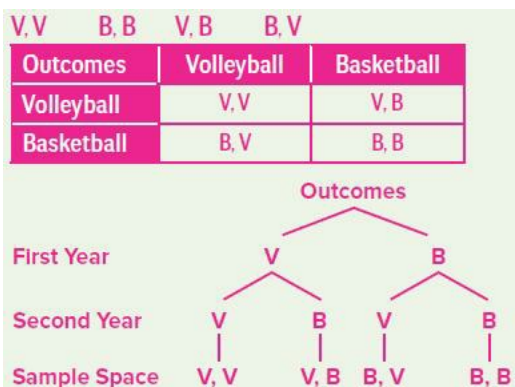 V, V B, B V, B B, V
Outcomes Volleyball Basketball
Volleyball V, V V, B
Basketball B, V B, B
Outcomes
First Year V B
Second Year V B V B
Sample Space V, V V, B B, V B, B